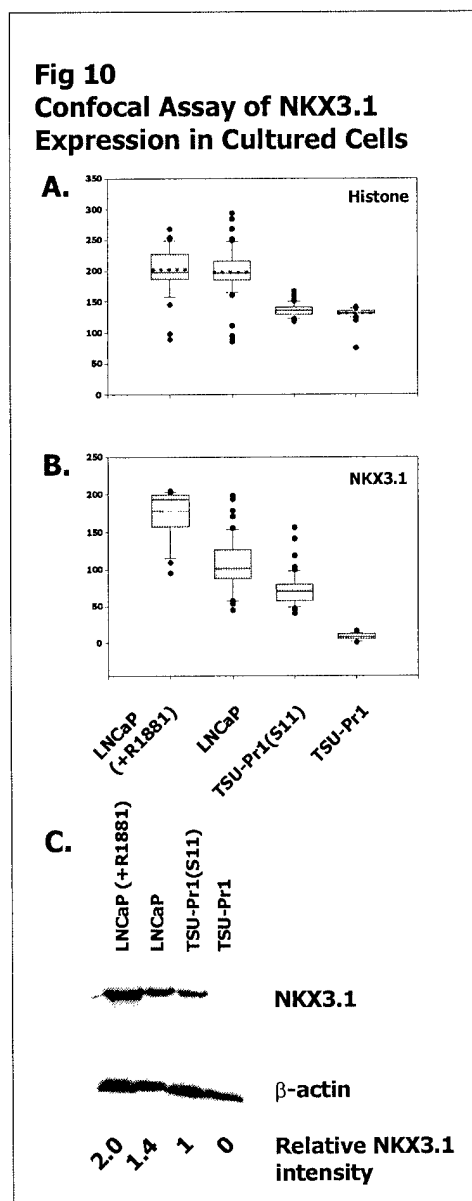 Fig 10
Confocal Assay of NKX3.1
Expression in Cultured Cells
A.
Histone
350
300
250
200
150
100
50
0
B.
NKX3.1
250
200
150
100
50
0
LNCaP
(+R1881)
LNCaP
TSU-Pr1(S11)
TSU-Pr1
C.
LNCaP (+R1881)
LNCaP
TSU-Pr1(S11)
TSU-Pr1
NKX3.1
β-actin
2.0
1.4
1
0
Relative NKX3.1
intensity